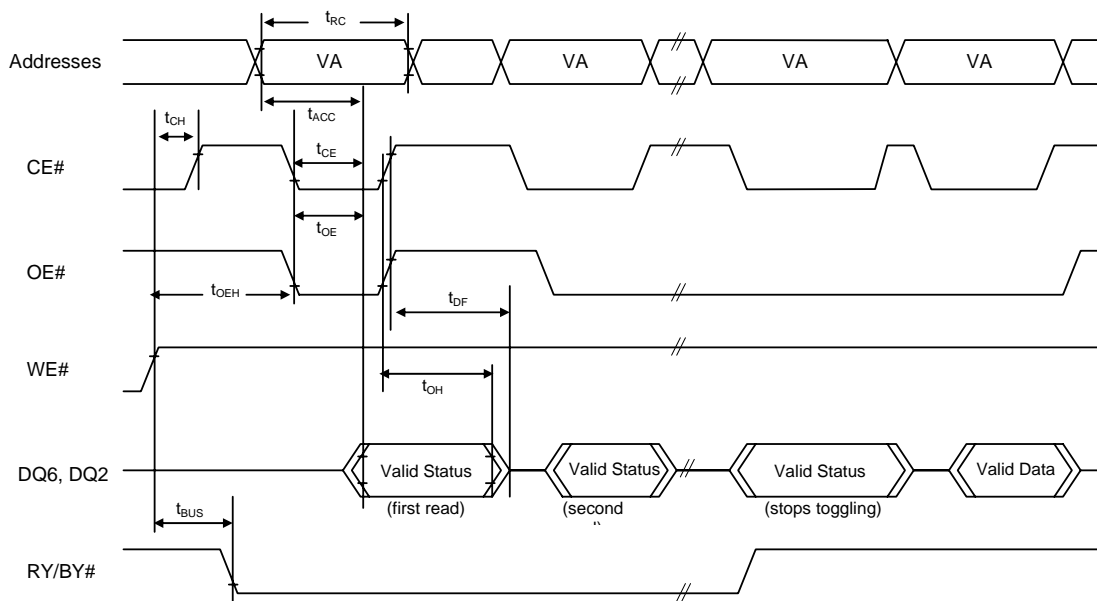 tRC
Addresses VA VA VA VA
tACC
tCH
CE# tCE
tOE
OE#
tOEH tDF
WE#
tOH
DQ6, DQ2 Valid Status Valid Status Valid Status Valid Data
(first read) (second (stops toggling)
tBUS
RY/BY#